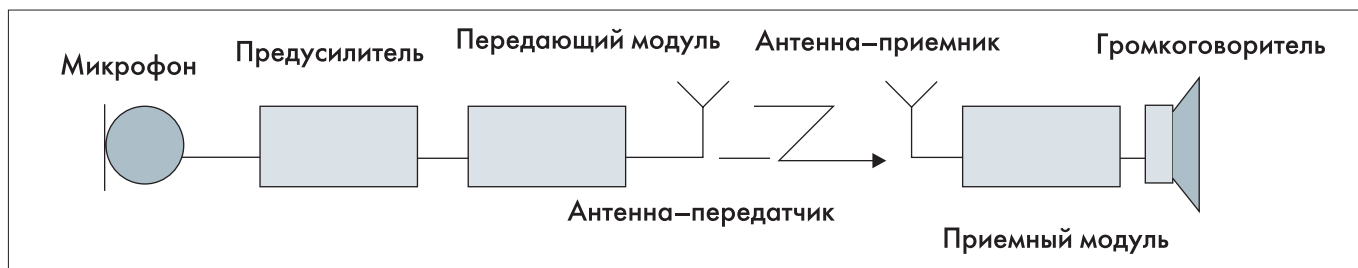 Микрофон
Предусилитель
Передающий модуль
Антенна–приемник
Громкоговоритель
Антенна–передатчик
Приемный модуль